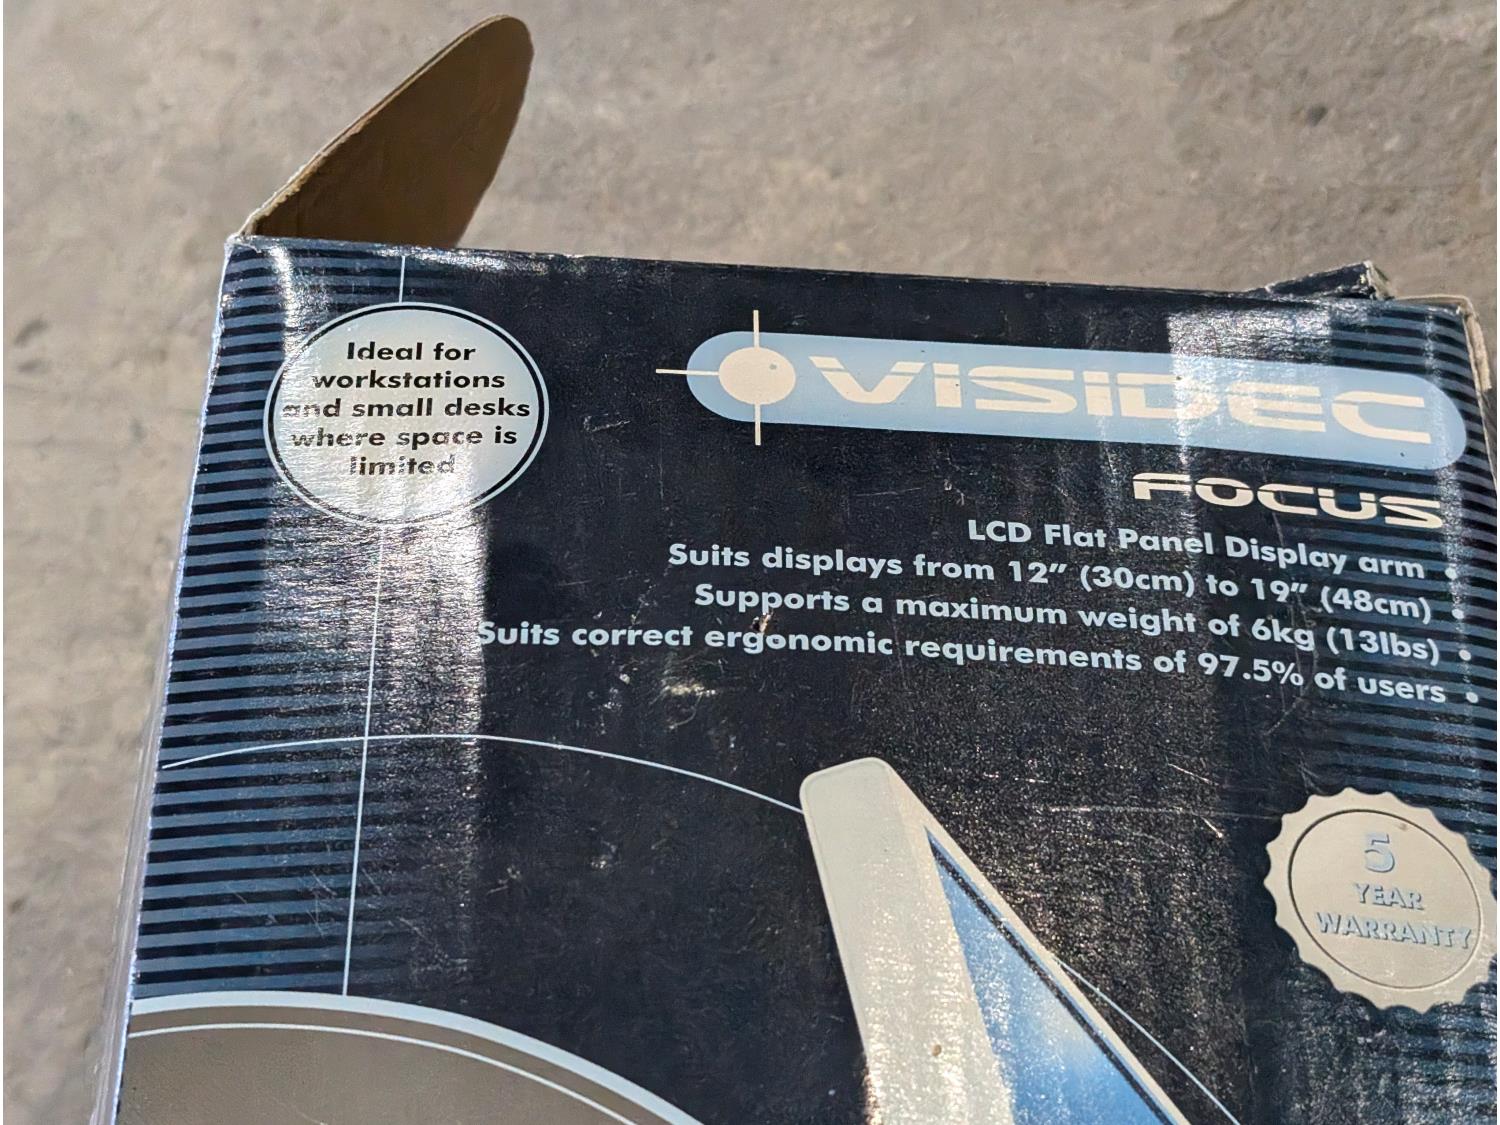 Ideal for
workstations
and small desks
where space is
limited
VISIDEC
FOCUS
LCD Flat Panel Display arm •
Suits displays from 12″ (30cm) to 19″ (48cm) •
Supports a maximum weight of 6kg (13lbs) •
Suits correct ergonomic requirements of 97.5% of users •
5
YEAR
WARRANTY